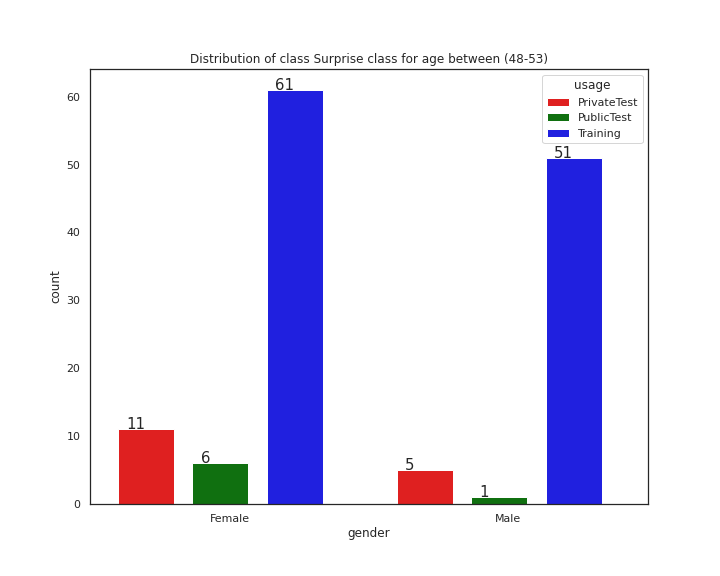 Distribution of class Surprise class for age between (48-53)
usage
PrivateTest
PublicTest
Training
count
60
50
40
30
20
10
0
11
6
61
5
1
51
Female
Male
gender